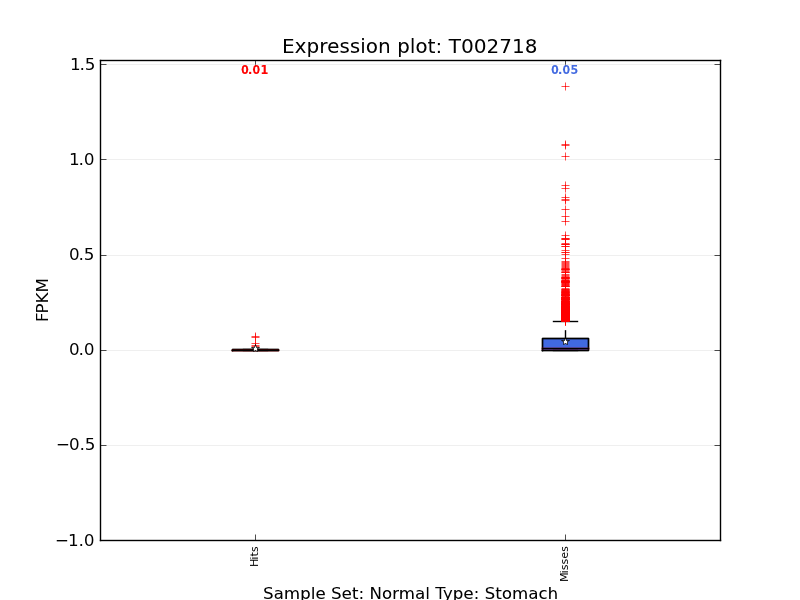 Expression plot: T002718
1.5
0.01
0.05
1.0
0.5
FPKM
0.0
−0.5
−1.0
Hits
Misses
Sample Set: Normal Type: Stomach